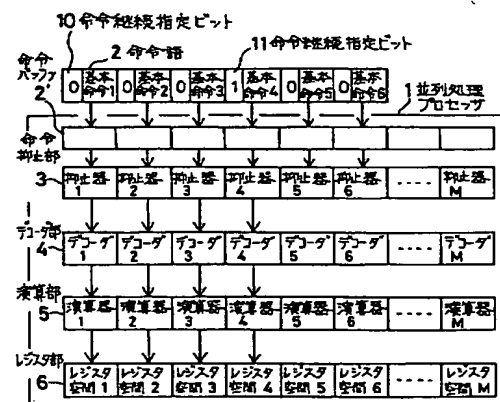 10 命令継続指定ビット
2 命令語
11 命令継続指定ビット
命令バッファ
0 基本命令1 0 基本命令2 0 基本命令3 1 基本命令4 0 基本命令5 0 基本命令6
1 並列処理プロセッサ
2'
命令抑止部
3
抑止器1 抑止器2 抑止器3 抑止器4 抑止器5 抑止器6 ---- 抑止器M
デコーダ部
4
デコーダ1 デコーダ2 デコーダ3 デコーダ4 デコーダ5 デコーダ6 ---- デコーダM
演算部
5
演算器1 演算器2 演算器3 演算器4 演算器5 演算器6 ---- 演算器M
レジスタ部
6
レジスタ空間1 レジスタ空間2 レジスタ空間3 レジスタ空間4 レジスタ空間5 レジスタ空間6 ---- レジスタ空間M